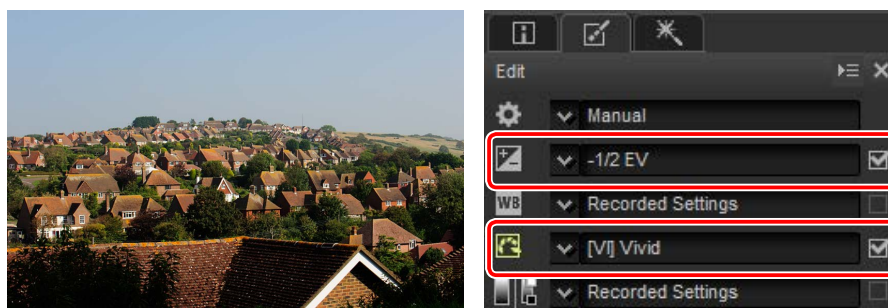 Edit
Manual
-1/2 EV
WB Recorded Settings
[VI] Vivid
Recorded Settings